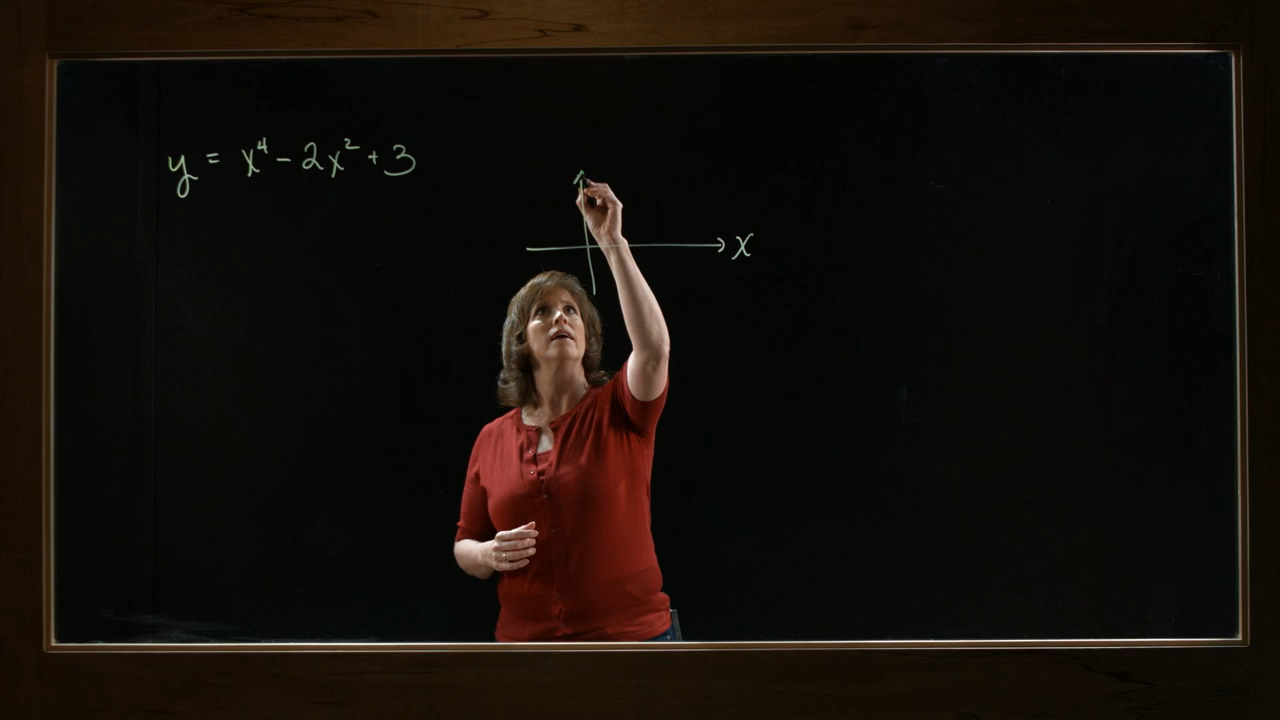 y = x⁴ - 2x² + 3
x